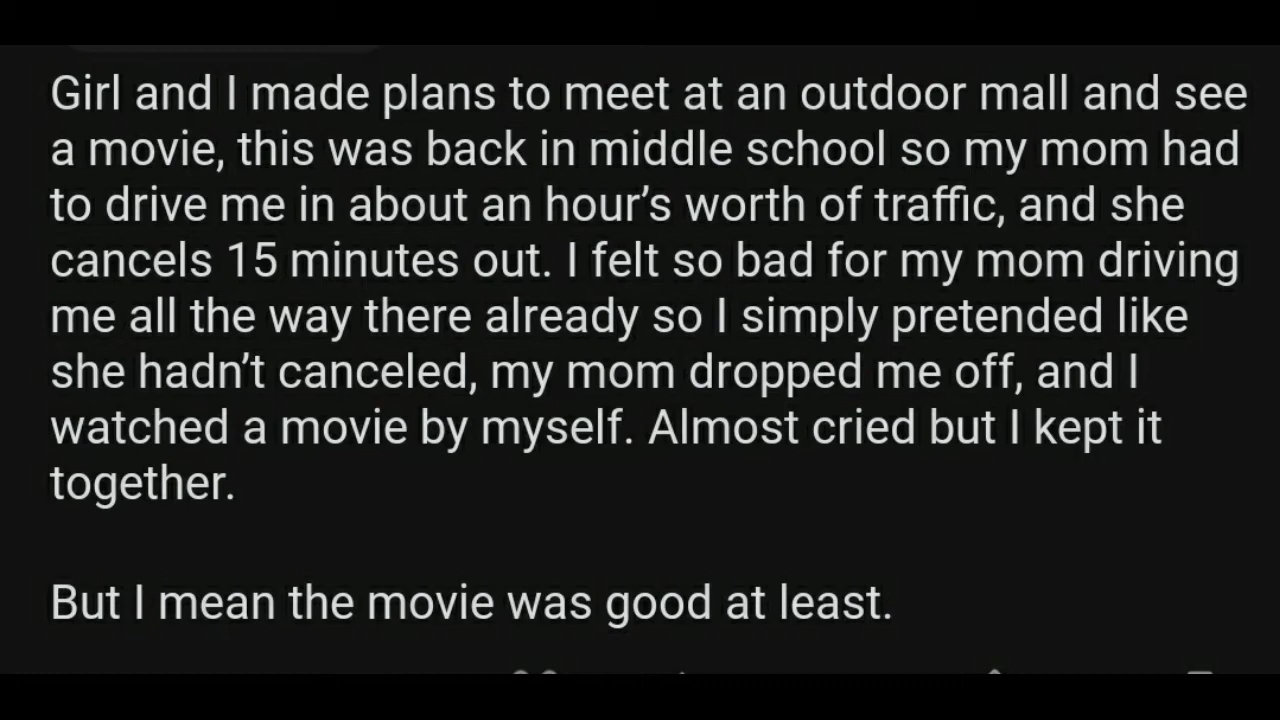 Girl and I made plans to meet at an outdoor mall and see
a movie, this was back in middle school so my mom had
to drive me in about an hour’s worth of traffic, and she
cancels 15 minutes out. I felt so bad for my mom driving
me all the way there already so I simply pretended like
she hadn’t canceled, my mom dropped me off, and I
watched a movie by myself. Almost cried but I kept it
together.
But I mean the movie was good at least.